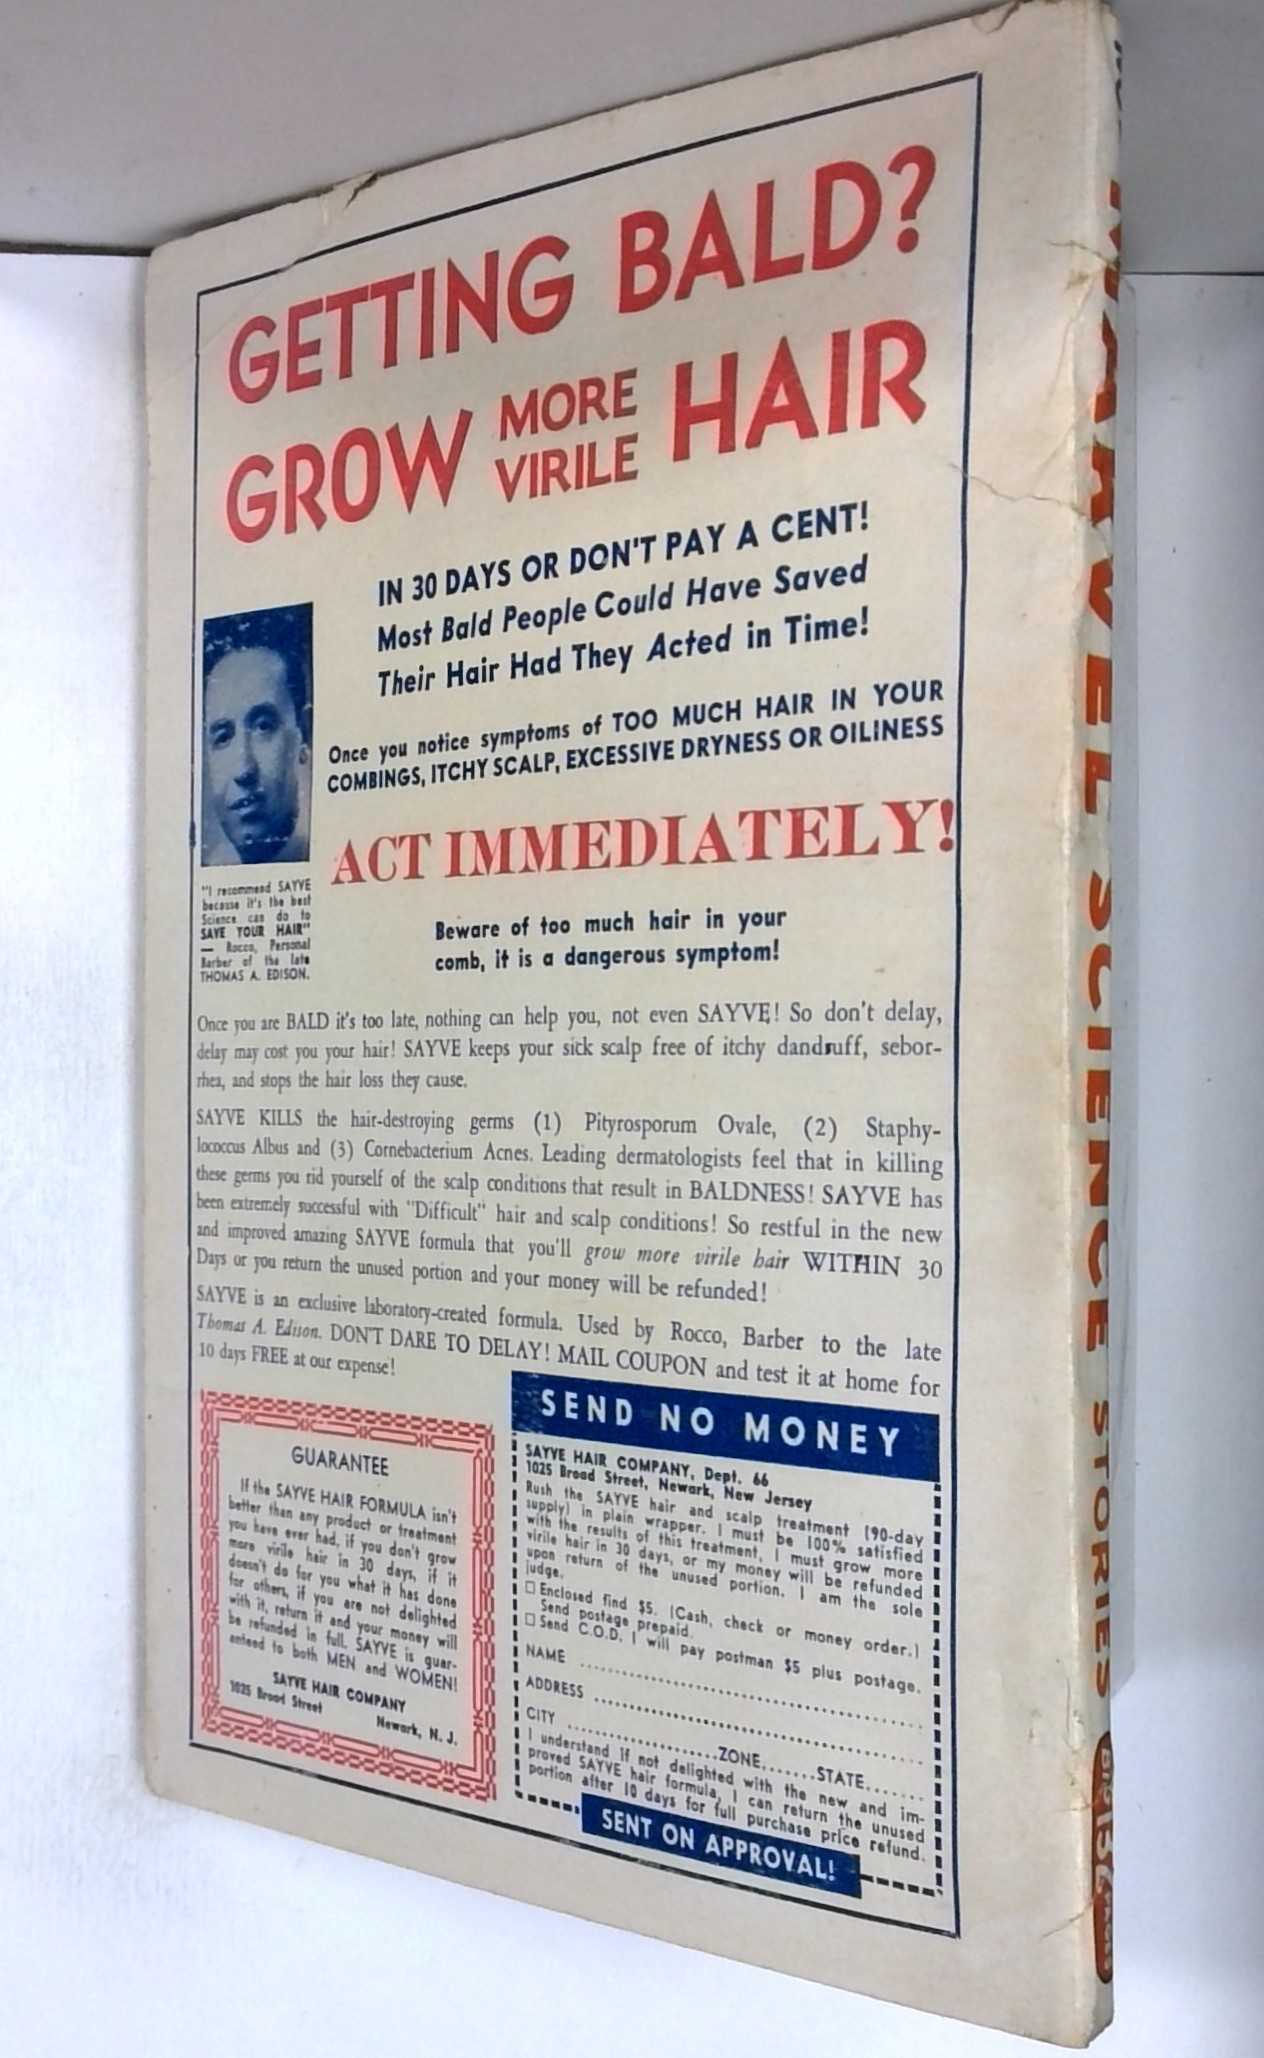 GETTING BALD?
GROW MORE VIRILE HAIR
IN 30 DAYS OR DON'T PAY A CENT!
Most Bald People Could Have Saved
Their Hair Had They Acted in Time!
Once you notice symptoms of TOO MUCH HAIR IN YOUR
COMBINGS, ITCHY SCALP, EXCESSIVE DRYNESS OR OILINESS
ACT IMMEDIATELY!
Beware of too much hair in your
comb, it is a dangerous symptom!
"I recommend SAYVE
because it's the best
Science can do to
SAVE YOUR HAIR"
— Rocco, Personal
Barber of the late
THOMAS A. EDISON.
Once you are BALD it's too late, nothing can help you, not even SAYVE! So don't delay,
delay may cost you your hair! SAYVE keeps your sick scalp free of itchy dandruff, sebor-
rhea, and stops the hair loss they cause.
SAYVE KILLS the hair-destroying germs (1) Pityrosporum Ovale, (2) Staphy-
lococcus Albus and (3) Cornebacterium Acnes. Leading dermatologists feel that in killing
these germs you rid yourself of the scalp conditions that result in BALDNESS! SAYVE has
been extremely successful with "Difficult" hair and scalp conditions! So restful in the new
and improved amazing SAYVE formula that you'll grow more virile hair WITHIN 30
Days or you return the unused portion and your money will be refunded!
SAYVE is an exclusive laboratory-created formula. Used by Rocco, Barber to the late
Thomas A. Edison. DON'T DARE TO DELAY! MAIL COUPON and test it at home for
10 days FREE at our expense!
GUARANTEE
If the SAYVE HAIR FORMULA isn't
better than any product or treatment
you have ever had, if you don't grow
more virile hair in 30 days, if it
doesn't do for you what it has done
for others, if you are not delighted
with it, return it and your money will
be refunded in full. SAYVE is guar-
anteed to both MEN and WOMEN!
SAYVE HAIR COMPANY
1025 Broad Street
Newark, N. J.
SEND NO MONEY
SAYVE HAIR COMPANY, Dept. 66
1025 Broad Street, Newark, New Jersey
Rush the SAYVE hair and scalp treatment (90-day
supply) in plain wrapper. I must be 100% satisfied
with the results of this treatment, I must grow more
virile hair in 30 days, or my money will be refunded
upon return of the unused portion. I am the sole
judge.
☐ Enclosed find $5. (Cash, check or money order.)
Send postage prepaid.
☐ Send C.O.D. I will pay postman $5 plus postage.
NAME
ADDRESS
CITY ZONE STATE
I understand if not delighted with the new and im-
proved SAYVE hair formula, I can return the unused
portion after 10 days for full purchase price refund.
SENT ON APPROVAL!
MARVEL SCIENCE STORIES